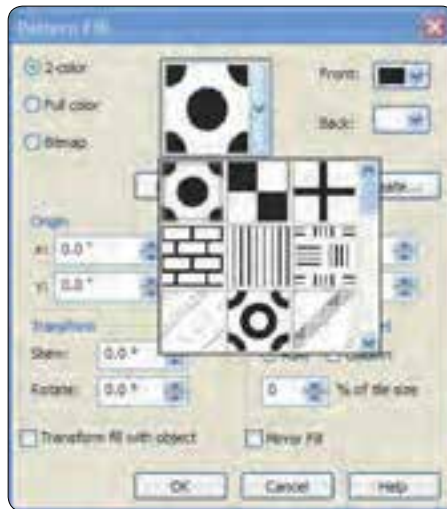 Pattern Fill
2-color
Front:
Full color
Back:
Bitmap
Origin
x: 0.0 "
y: 0.0 "
Transform
Skew: 0.0 °
Rotate: 0.0 °
0 % of tile size
Transform fill with object
Mirror Fill
OK
Cancel
Help